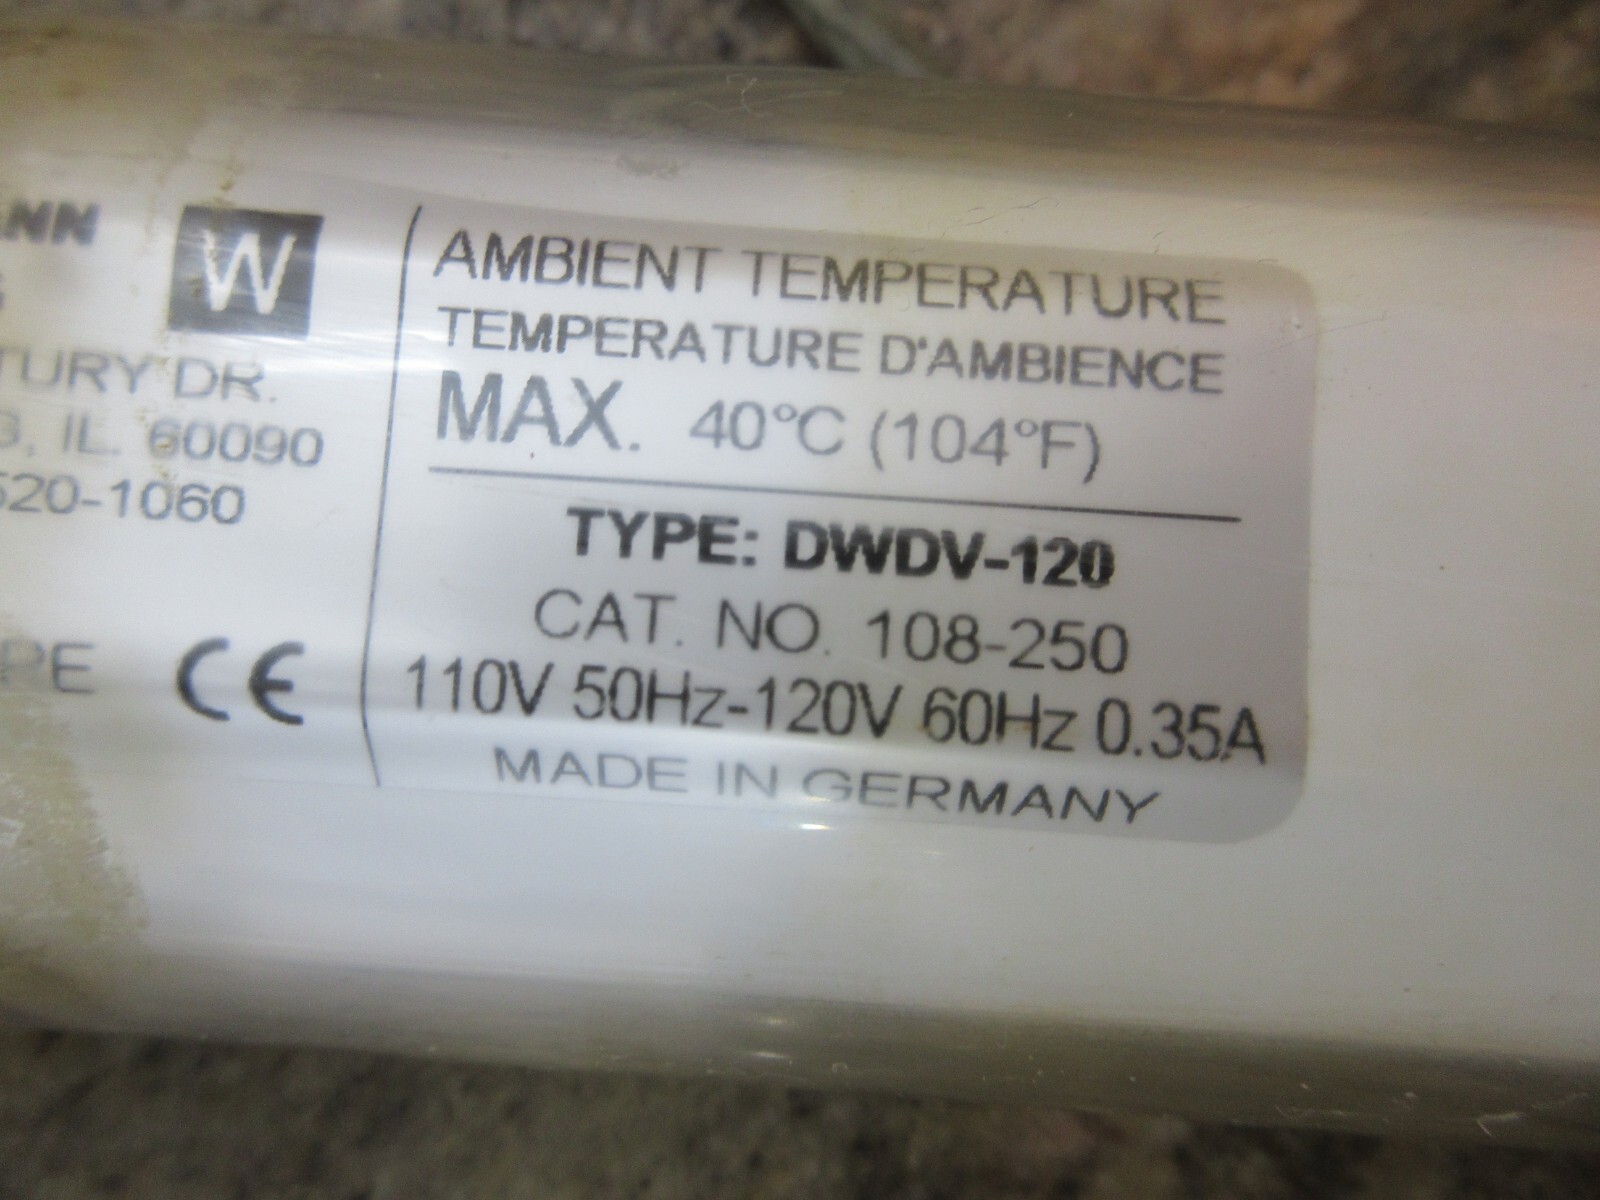 W
TURY DR.
IL. 60090
520-1060
CE
AMBIENT TEMPERATURE
TEMPERATURE D'AMBIENCE
MAX. 40°C (104°F)
TYPE: DWDV-120
CAT. NO. 108-250
110V 50Hz-120V 60Hz 0.35A
MADE IN GERMANY